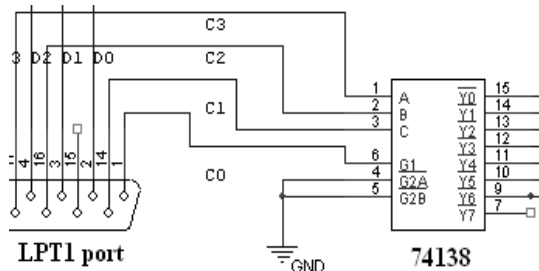 C3
3 D2 D1 D0 C2
C1
C0
4 16 3 15 2 14 1
LPT1 port
GND
1 A Y0 15
2 B Y1 14
3 C Y2 13
Y3 12
6 G1 Y4 11
4 G2A Y5 10
5 G2B Y6 9
Y7 7
74138